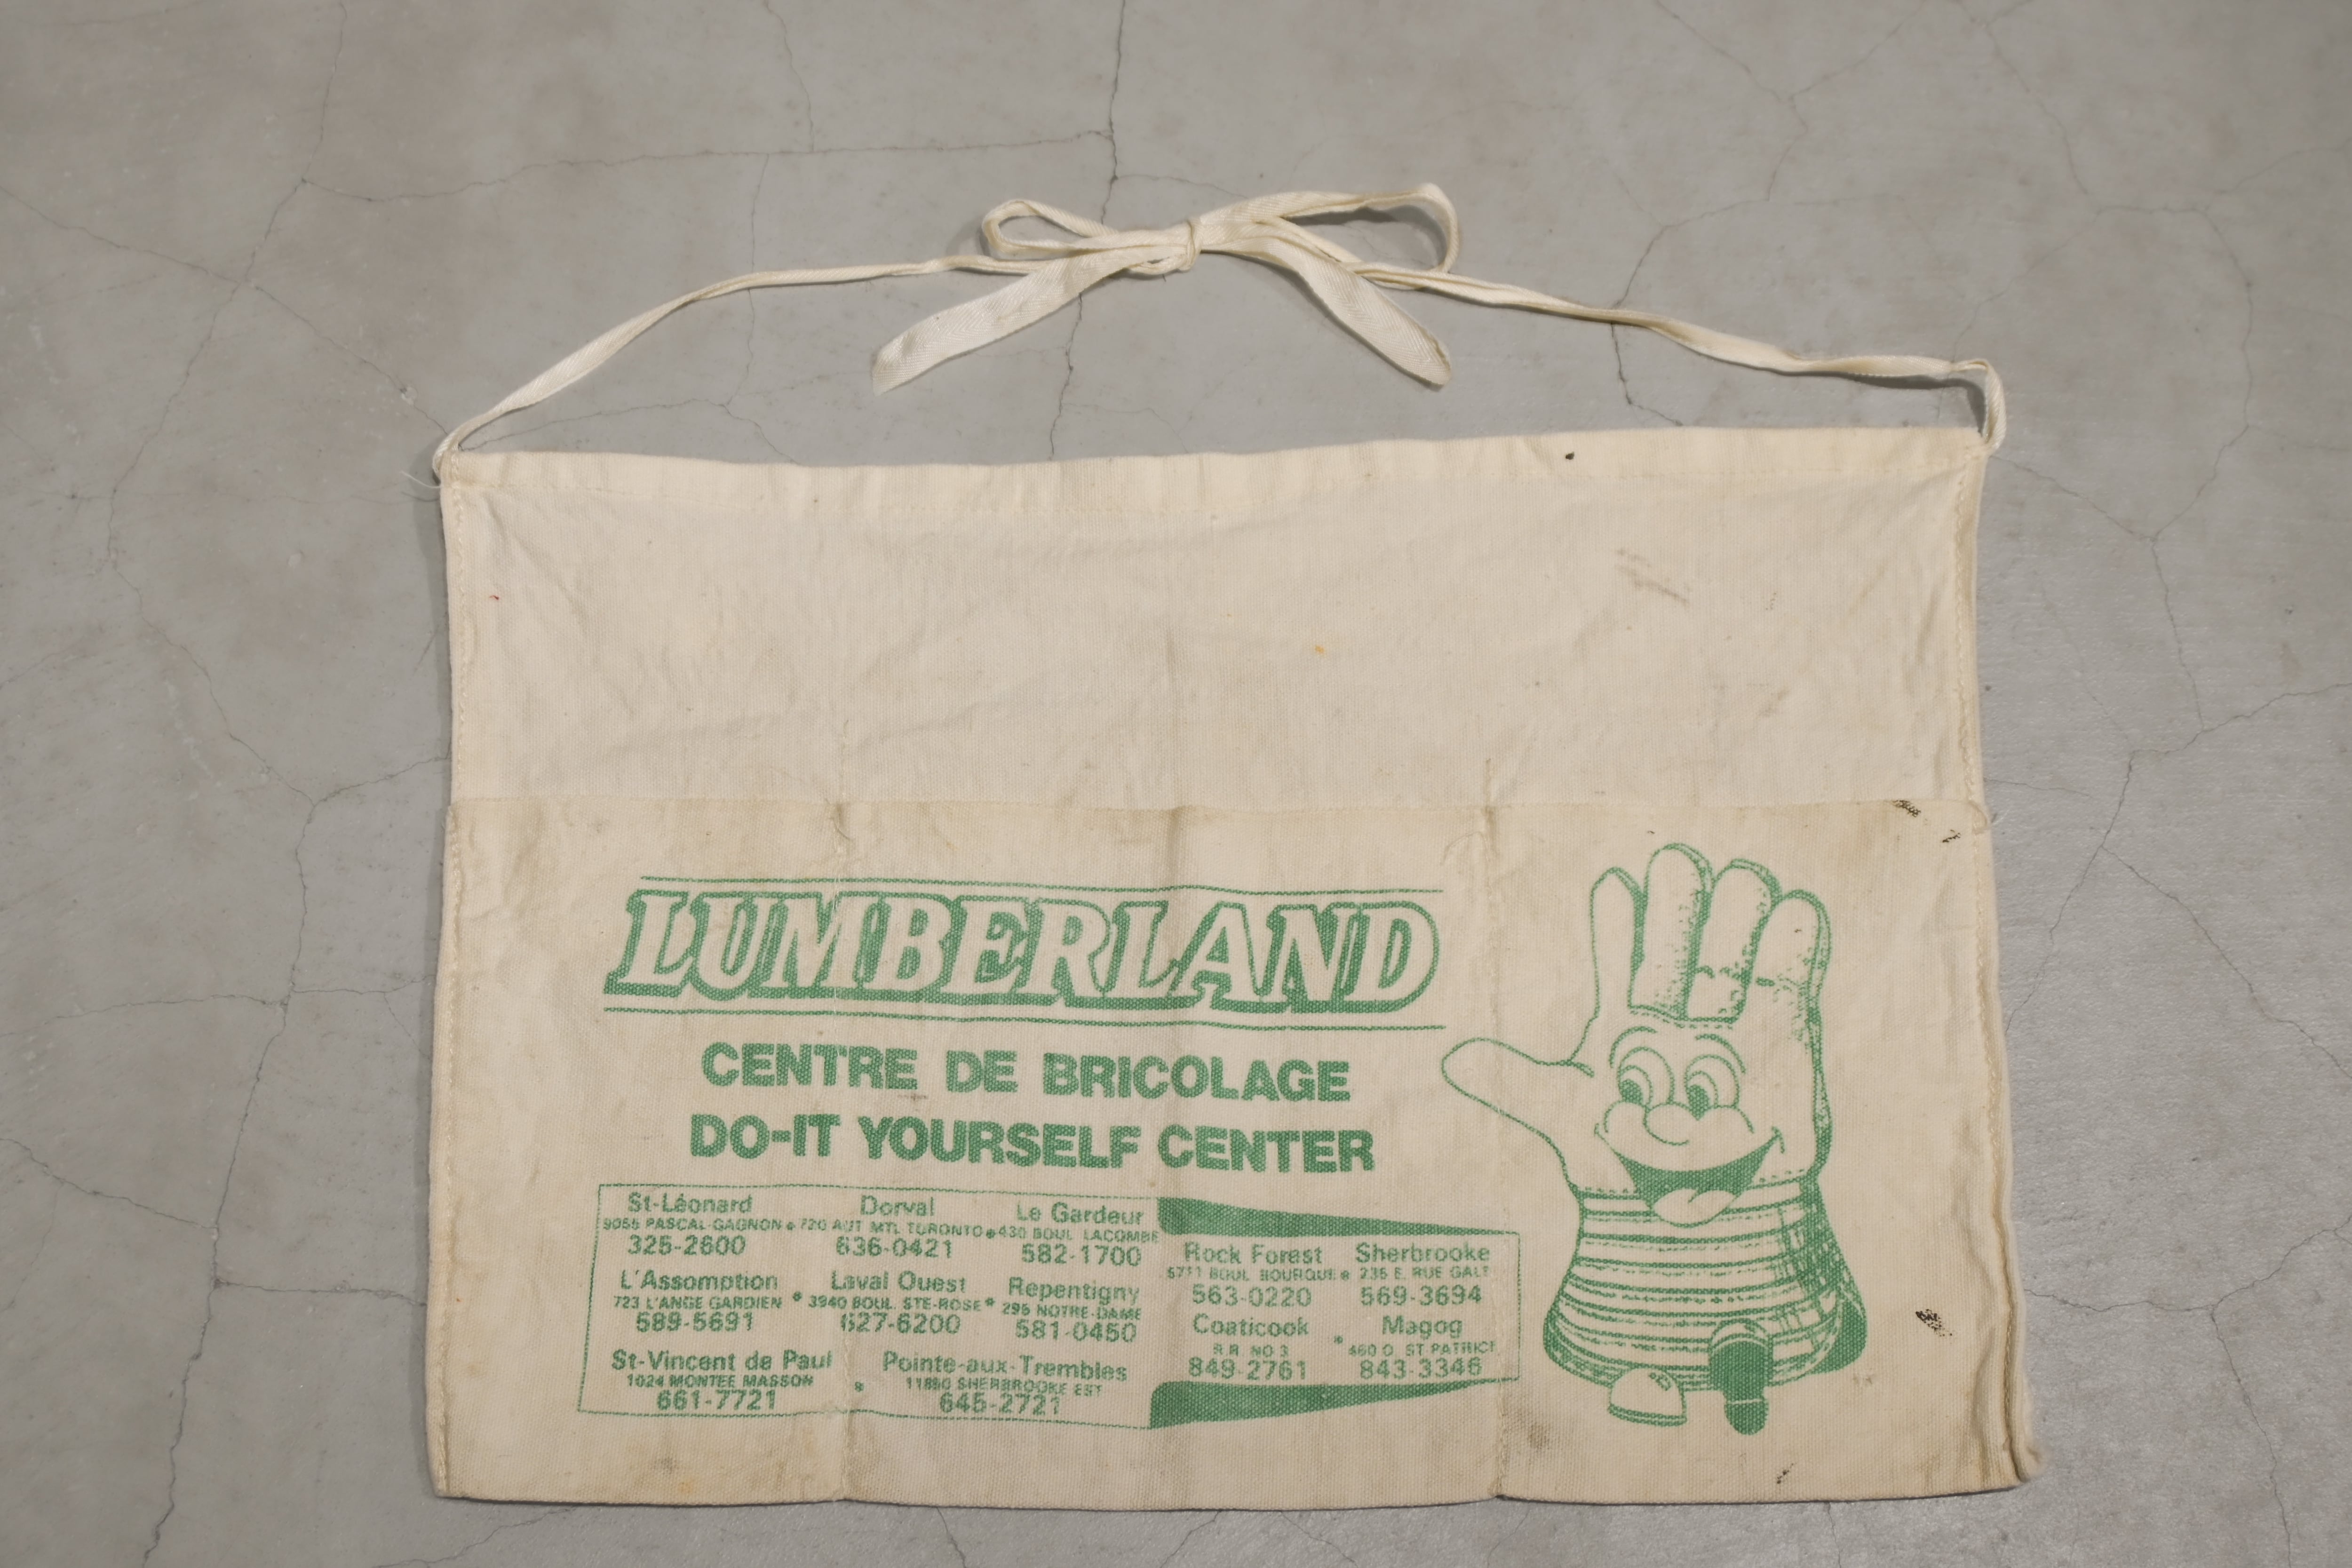 LUMBERLAND
CENTRE DE BRICOLAGE
DO-IT YOURSELF CENTER
St-Léonard
9055 PASCAL-GAGNON
325-2600
Dorval
720 AUT MTL TORONTO
636-0421
Le Gardeur
430 BOUL LACOMBE
582-1700
L'Assomption
723 L'ANGE GARDIEN
589-5691
Laval Ouest
3940 BOUL. STE-ROSE
627-6200
Repentigny
295 NOTRE-DAME
581-0450
St-Vincent de Paul
1024 MONTEE MASSON
661-7721
Pointe-aux-Trembles
SHERBROOKE EST
645-2721
Rock Forest
BOUL BOURQUE
563-0220
Sherbrooke
235 E. RUE GALT
569-3694
Coaticook
R.R. NO 3
849-2761
Magog
460 O. ST PATRICE
843-3346